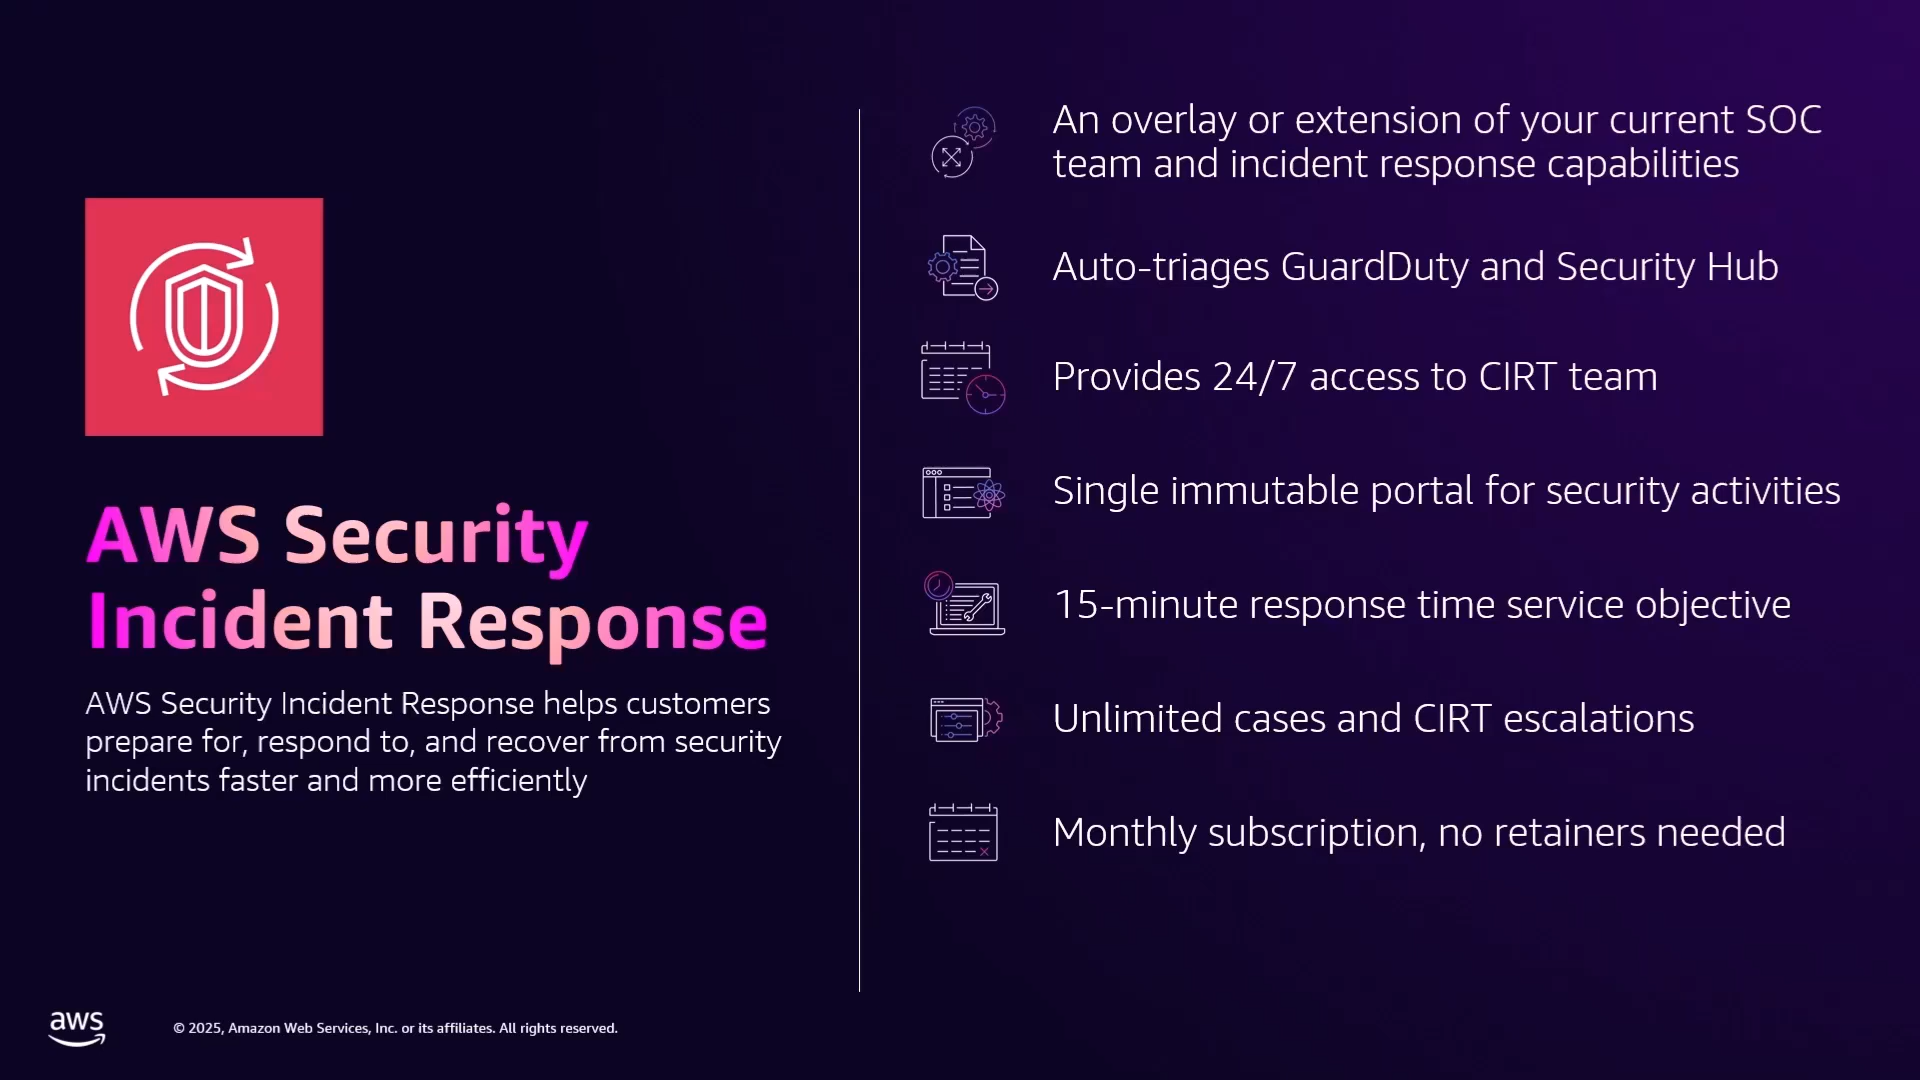 AWS Security
Incident Response
AWS Security Incident Response helps customers
prepare for, respond to, and recover from security
incidents faster and more efficiently
An overlay or extension of your current SOC
team and incident response capabilities
Auto-triages GuardDuty and Security Hub
Provides 24/7 access to CIRT team
Single immutable portal for security activities
15-minute response time service objective
Unlimited cases and CIRT escalations
Monthly subscription, no retainers needed
aws
© 2025, Amazon Web Services, Inc. or its affiliates. All rights reserved.